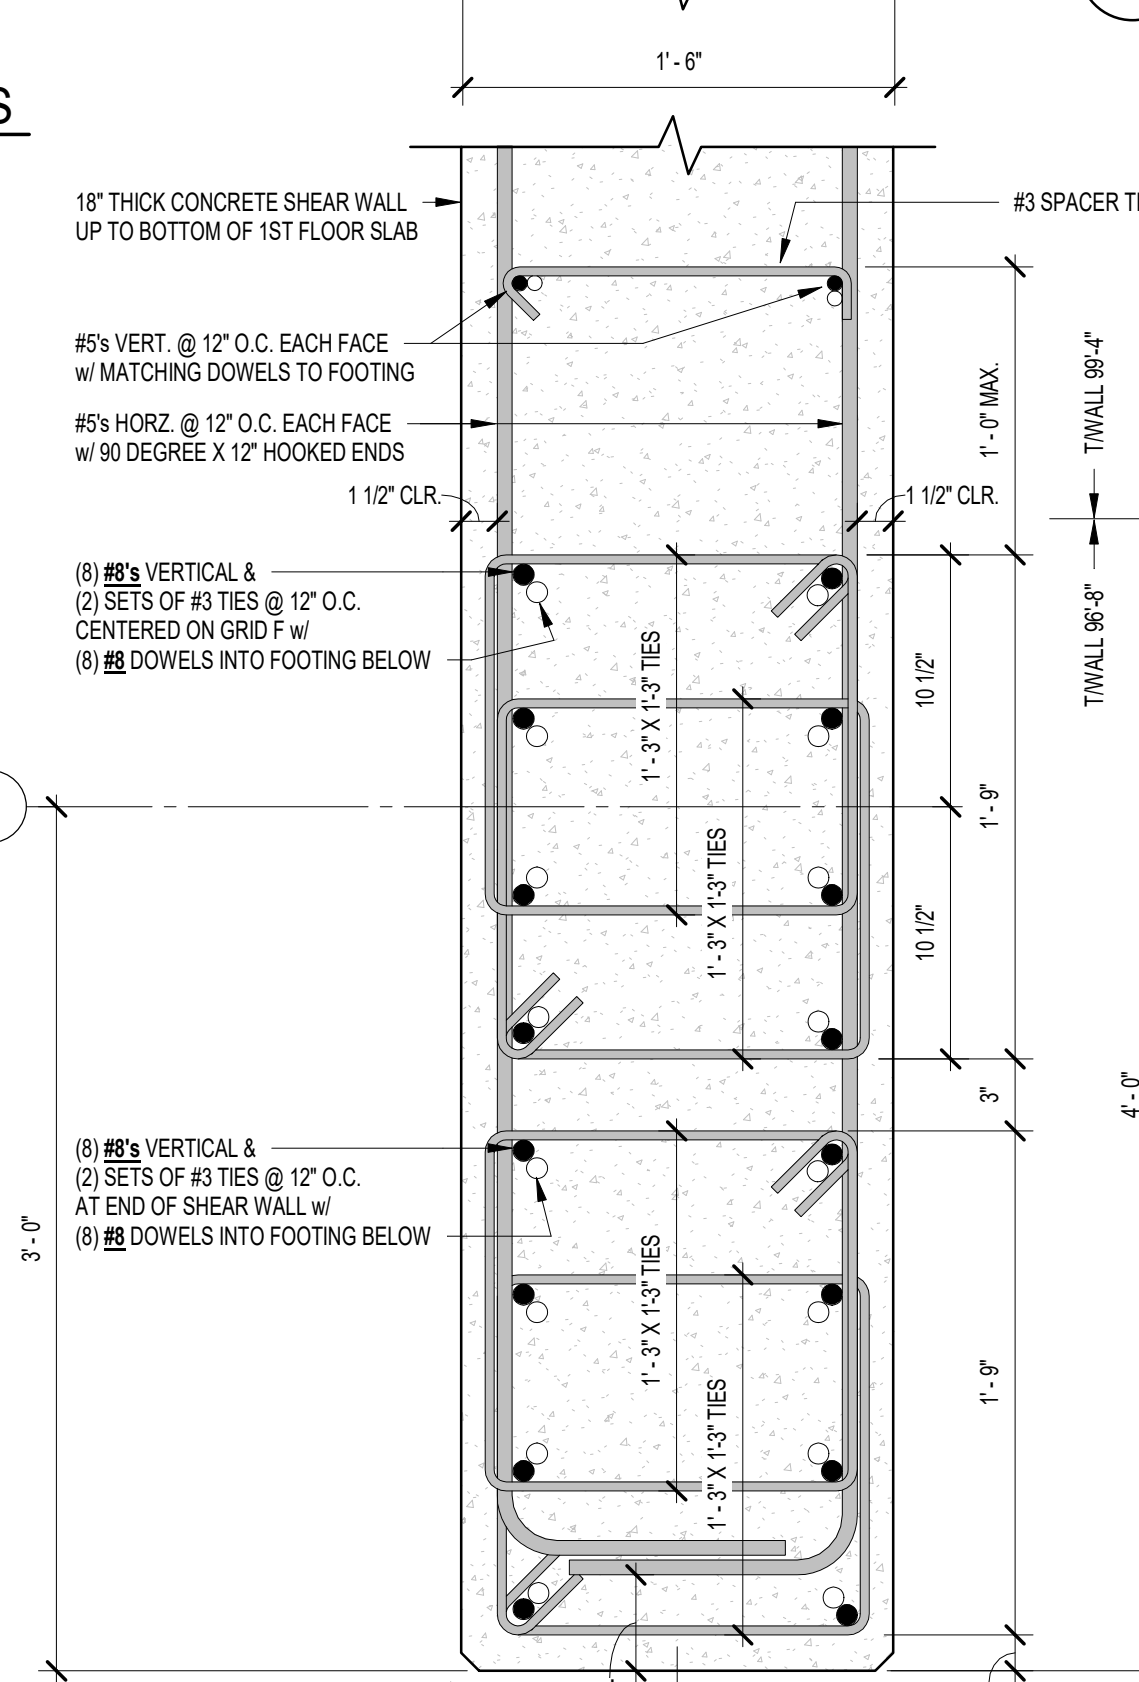 1' - 6"
S
18" THICK CONCRETE SHEAR WALL
UP TO BOTTOM OF 1ST FLOOR SLAB
#3 SPACER
#5's VERT. @ 12" O.C. EACH FACE
w/ MATCHING DOWELS TO FOOTING
#5's HORZ. @ 12" O.C. EACH FACE
w/ 90 DEGREE X 12" HOOKED ENDS
1' - 0" MAX.
T/WALL 99'-4"
1 1/2" CLR.
1 1/2" CLR.
(8) #8's VERTICAL &
(2) SETS OF #3 TIES @ 12" O.C.
CENTERED ON GRID F w/
(8) #8 DOWELS INTO FOOTING BELOW
T/WALL 96'-8"
1' - 3" X 1'-3" TIES
10 1/2"
1' - 9"
1' - 3" X 1'-3" TIES
10 1/2"
3"
4' - 0"
(8) #8's VERTICAL &
(2) SETS OF #3 TIES @ 12" O.C.
AT END OF SHEAR WALL w/
(8) #8 DOWELS INTO FOOTING BELOW
3' - 0"
1' - 3" X 1'-3" TIES
1' - 9"
1' - 3" X 1'-3" TIES